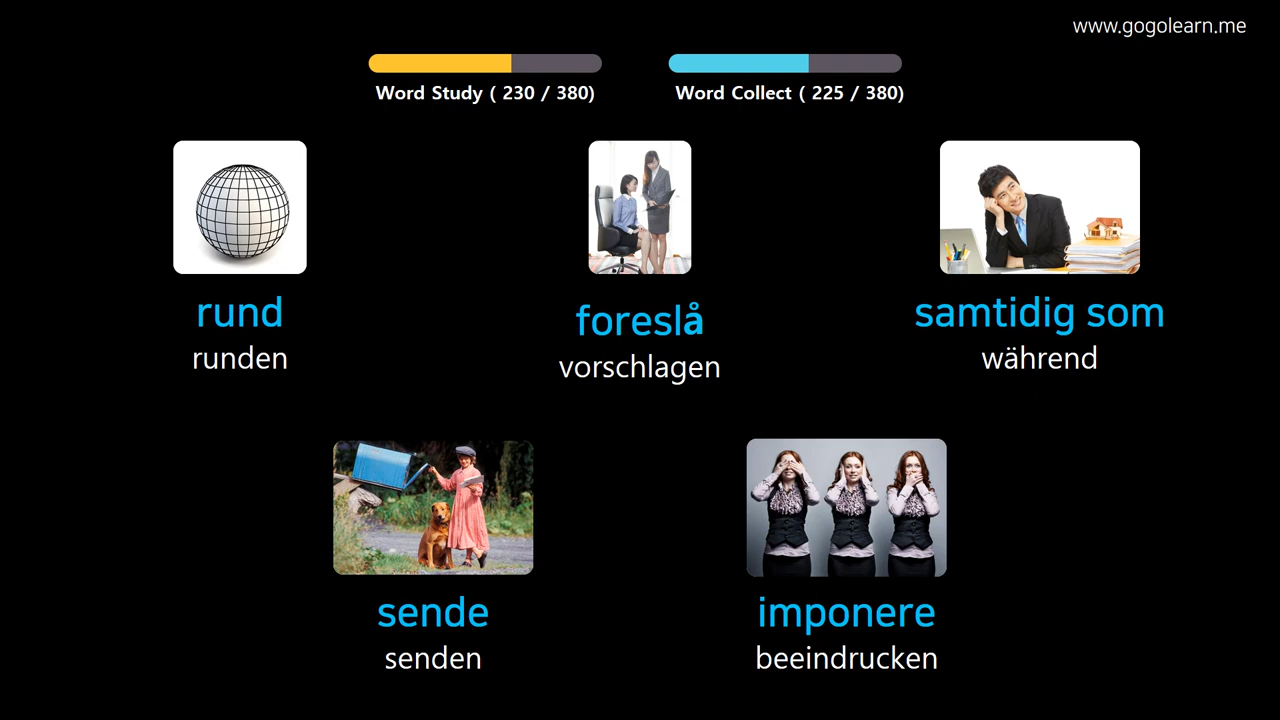 www.gogolearn.me
Word Study ( 230 / 380)
Word Collect ( 225 / 380)
rund
runden
foreslå
vorschlagen
samtidig som
während
sende
senden
imponere
beeindrucken